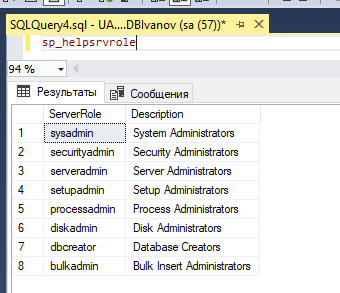 SQLQuery4.sql - UA....DBIvanov (sa (57))*
sp_helpsrvrole
94 %
Результаты Сообщения
ServerRole Description
1 sysadmin System Administrators
2 securityadmin Security Administrators
3 serveradmin Server Administrators
4 setupadmin Setup Administrators
5 processadmin Process Administrators
6 diskadmin Disk Administrators
7 dbcreator Database Creators
8 bulkadmin Bulk Insert Administrators